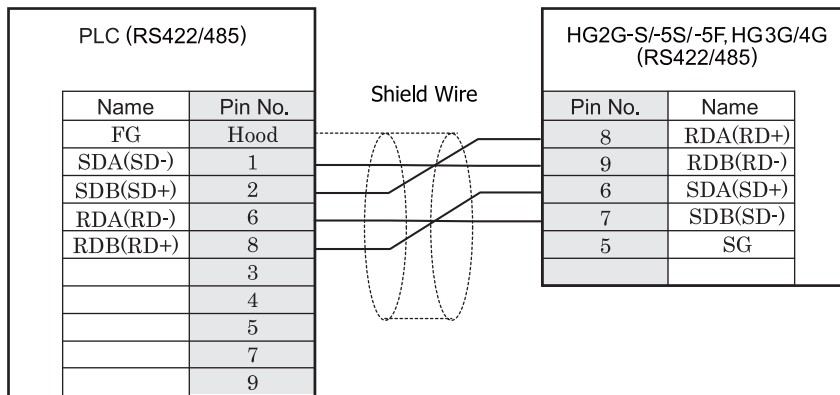 PLC (RS422/485)
HG2G-S/-5S/-5F, HG3G/4G
(RS422/485)
Shield Wire
Name Pin No.
FG Hood
SDA(SD-) 1
SDB(SD+) 2
RDA(RD-) 6
RDB(RD+) 8
3
4
5
7
9
Pin No. Name
8 RDA(RD+)
9 RDB(RD-)
6 SDA(SD+)
7 SDB(SD-)
5 SG